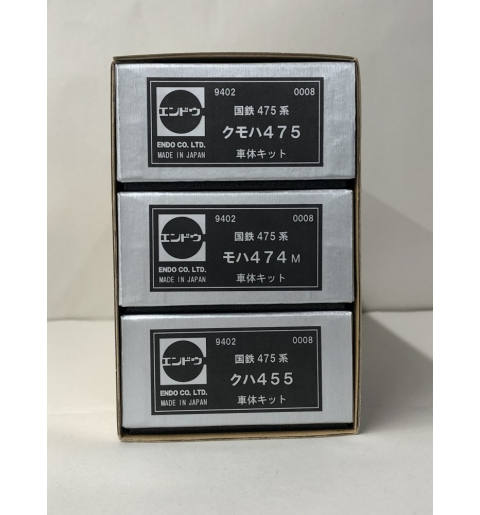 9402 0008
エンドウ
国鉄475系
クモハ475
ENDO CO. LTD.
MADE IN JAPAN
車体キット
9402 0008
エンドウ
国鉄475系
モハ474M
ENDO CO. LTD.
MADE IN JAPAN
車体キット
9402 0008
エンドウ
国鉄475系
クハ455
ENDO CO. LTD.
MADE IN JAPAN
車体キット